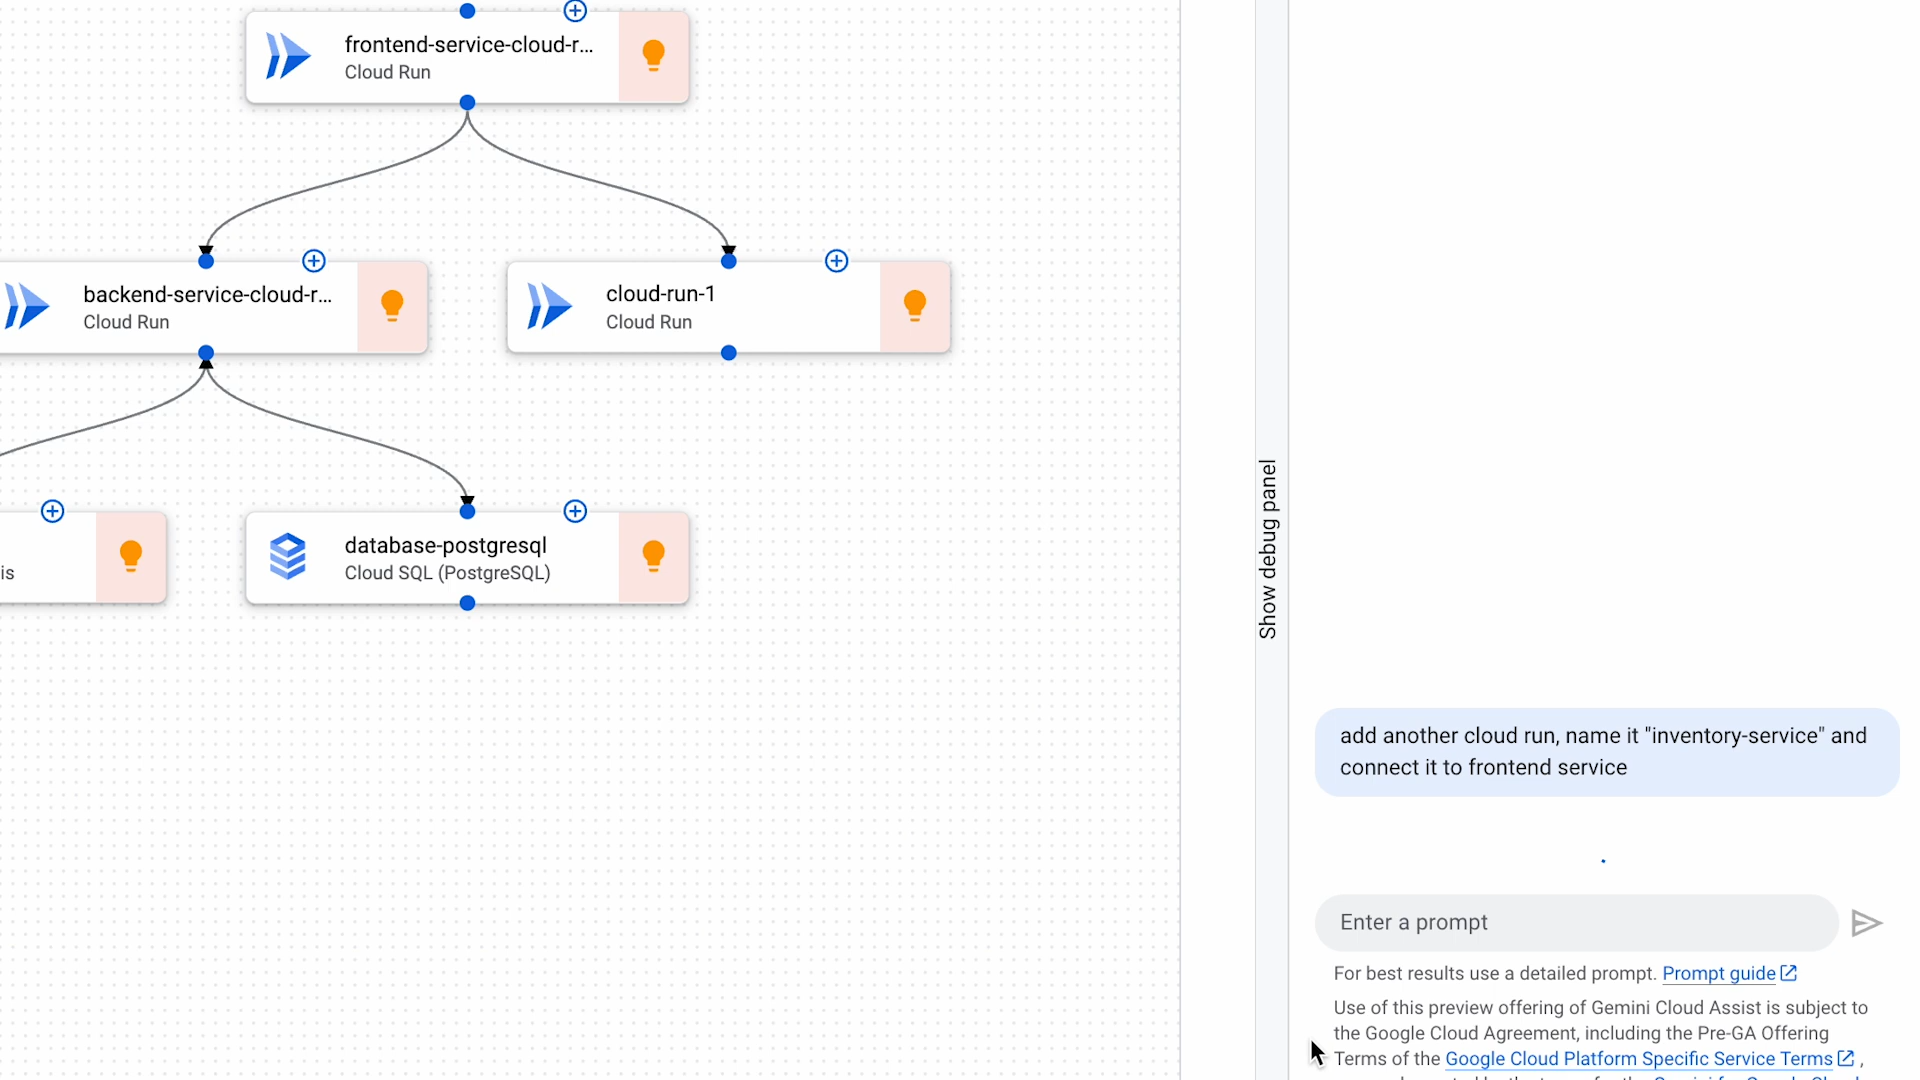 frontend-service-cloud-r...
Cloud Run
backend-service-cloud-r...
Cloud Run
cloud-run-1
Cloud Run
is
database-postgresql
Cloud SQL (PostgreSQL)
Show debug panel
add another cloud run, name it "inventory-service" and
connect it to frontend service
Enter a prompt
For best results use a detailed prompt. Prompt guide
Use of this preview offering of Gemini Cloud Assist is subject to
the Google Cloud Agreement, including the Pre-GA Offering
Terms of the Google Cloud Platform Specific Service Terms ,